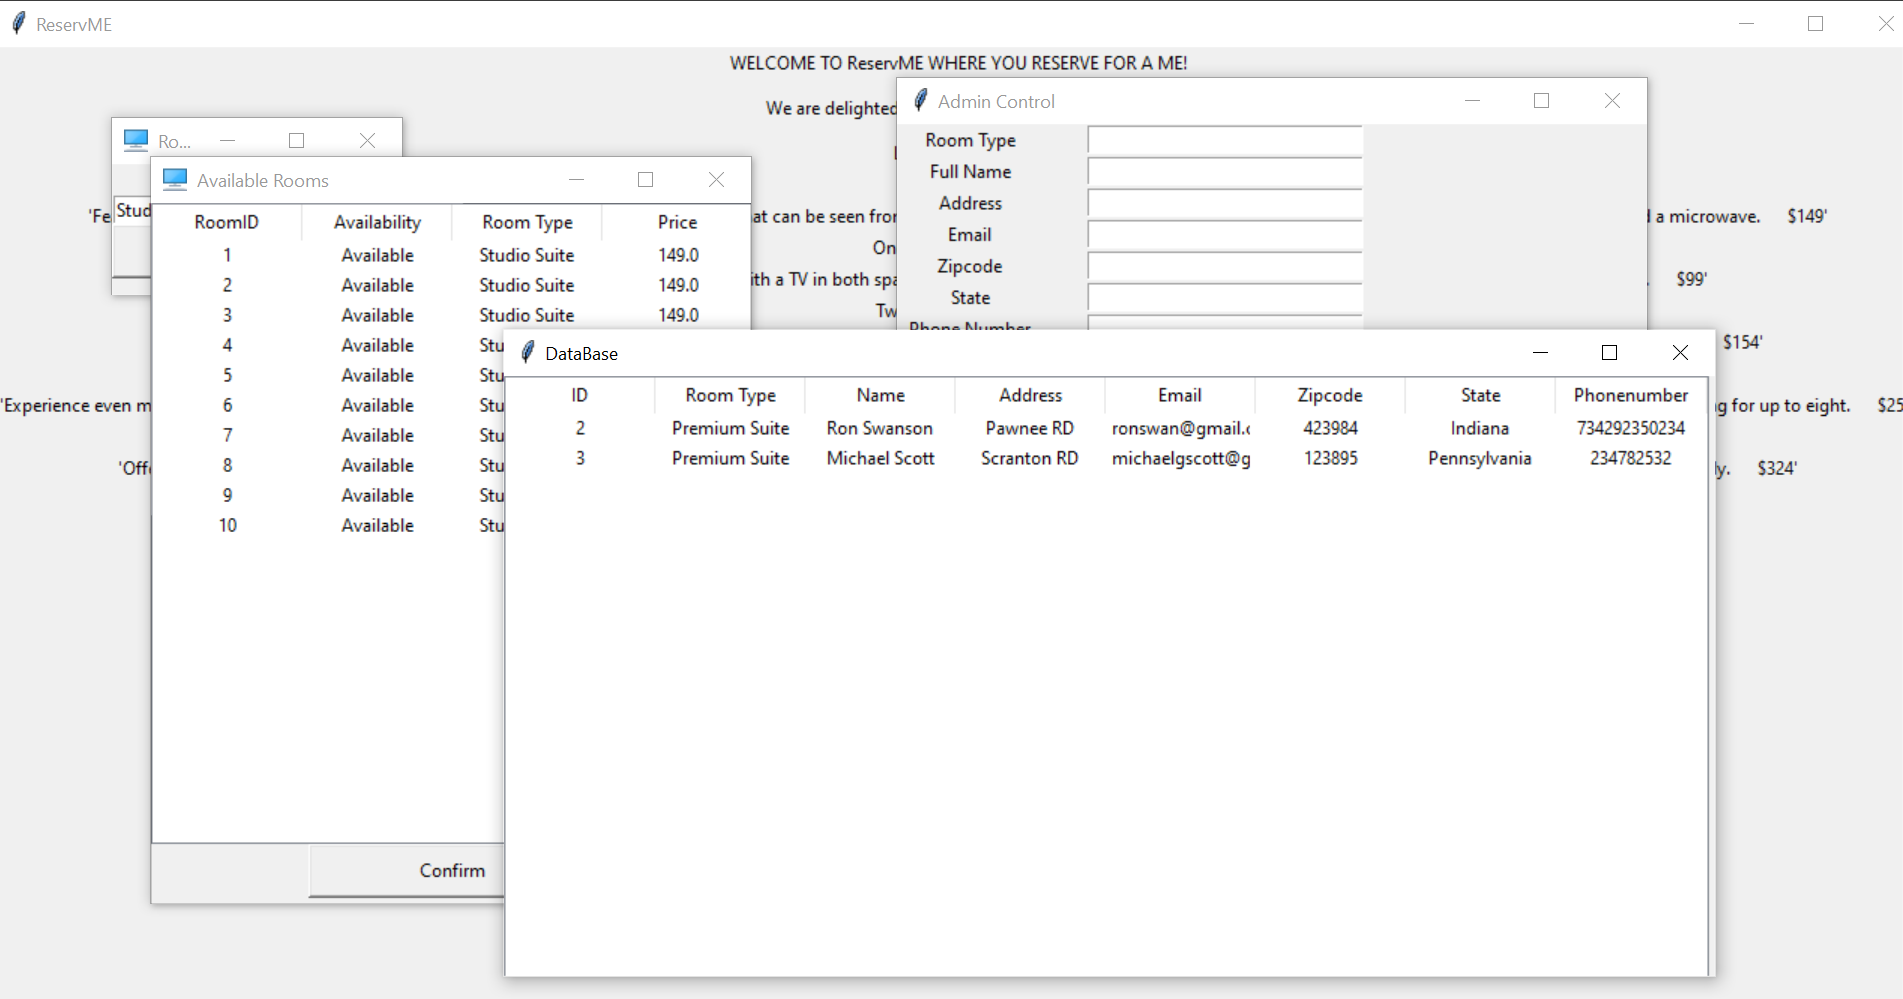 ReservME
WELCOME TO ReservME WHERE YOU RESERVE FOR A ME!
We are delighted
'Fe
at can be seen from
a microwave. $149'
On
ith a TV in both spa
. $99'
Tw
$154'
'Experience even m
g for up to eight. $25
'Off
ly. $324'
Ro...
Stud
Available Rooms
RoomID Availability Room Type Price
1 Available Studio Suite 149.0
2 Available Studio Suite 149.0
3 Available Studio Suite 149.0
4 Available Stu
5 Available Stu
6 Available Stu
7 Available Stu
8 Available Stu
9 Available Stu
10 Available Stu
Confirm
Admin Control
Room Type
Full Name
Address
Email
Zipcode
State
Phone Number
DataBase
ID Room Type Name Address Email Zipcode State Phonenumber
2 Premium Suite Ron Swanson Pawnee RD ronswan@gmail.c 423984 Indiana 734292350234
3 Premium Suite Michael Scott Scranton RD michaelgscott@g 123895 Pennsylvania 234782532